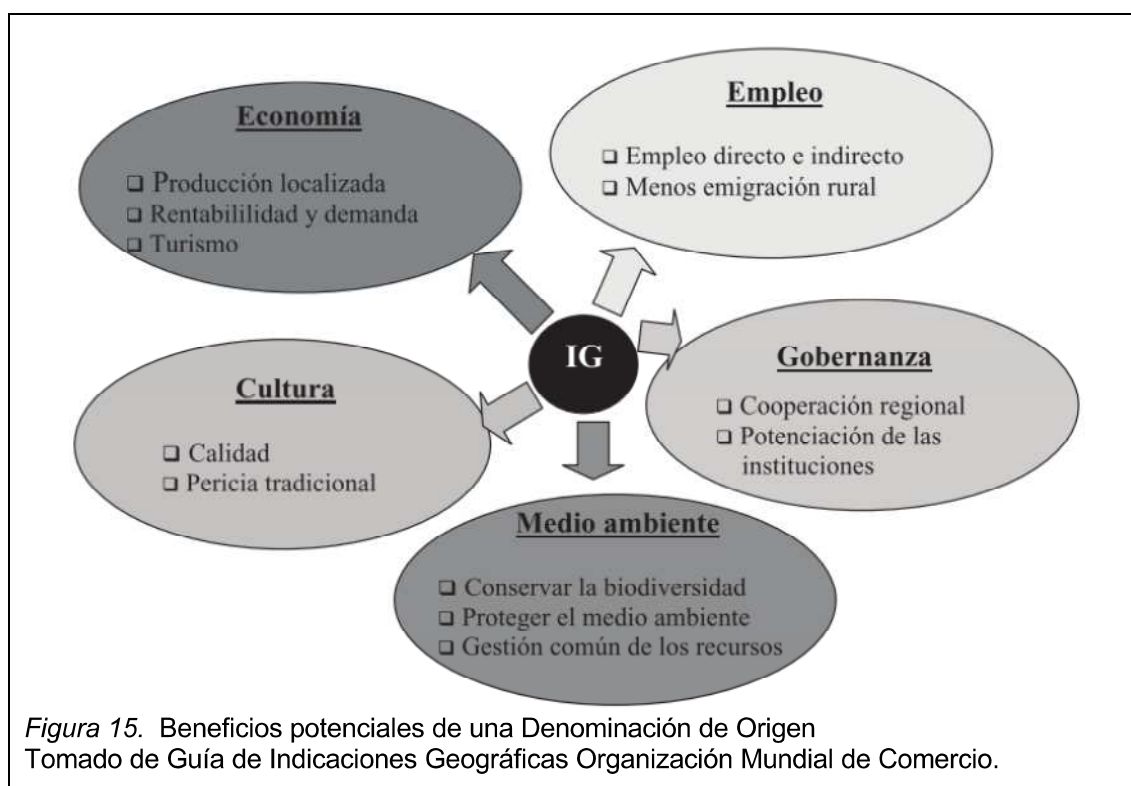 Economía
❑ Producción localizada
❑ Rentabililidad y demanda
❑ Turismo
Empleo
❑ Empleo directo e indirecto
❑ Menos emigración rural
IG
Cultura
❑ Calidad
❑ Pericia tradicional
Gobernanza
❑ Cooperación regional
❑ Potenciación de las
instituciones
Medio ambiente
❑ Conservar la biodiversidad
❑ Proteger el medio ambiente
❑ Gestión común de los recursos
Figura 15. Beneficios potenciales de una Denominación de Origen
Tomado de Guía de Indicaciones Geográficas Organización Mundial de Comercio.